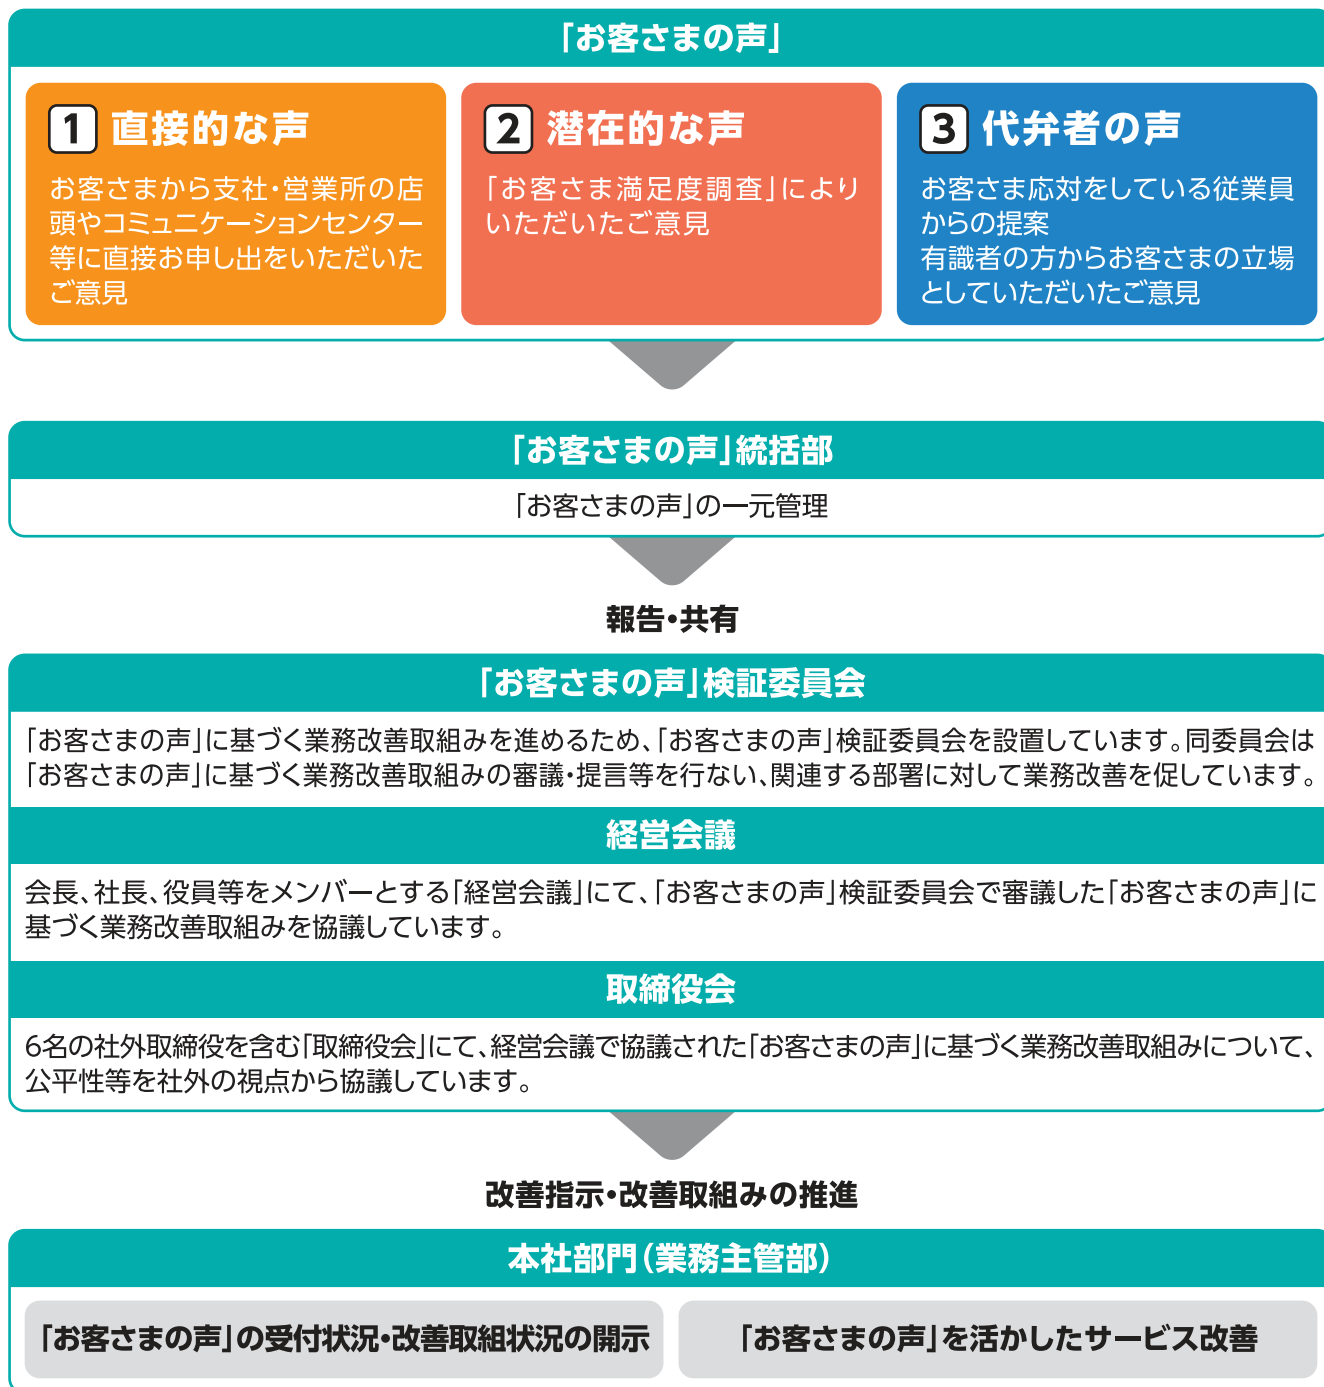 「お客さまの声」
1 直接的な声
お客さまから支社・営業所の店
頭やコミュニケーションセンター
等に直接お申し出をいただいた
ご意見
2 潜在的な声
「お客さま満足度調査」により
いただいたご意見
3 代弁者の声
お客さま応対をしている従業員
からの提案
有識者の方からお客さまの立場
としていただいたご意見
「お客さまの声」統括部
「お客さまの声」の一元管理
報告・共有
「お客さまの声」検証委員会
「お客さまの声」に基づく業務改善取組みを進めるため、「お客さまの声」検証委員会を設置しています。同委員会は
「お客さまの声」に基づく業務改善取組みの審議・提言等を行ない、関連する部署に対して業務改善を促しています。
経営会議
会長、社長、役員等をメンバーとする「経営会議」にて、「お客さまの声」検証委員会で審議した「お客さまの声」に
基づく業務改善取組みを協議しています。
取締役会
6名の社外取締役を含む「取締役会」にて、経営会議で協議された「お客さまの声」に基づく業務改善取組みについて、
公平性等を社外の視点から協議しています。
改善指示・改善取組みの推進
本社部門（業務主管部）
「お客さまの声」の受付状況・改善取組状況の開示
「お客さまの声」を活かしたサービス改善